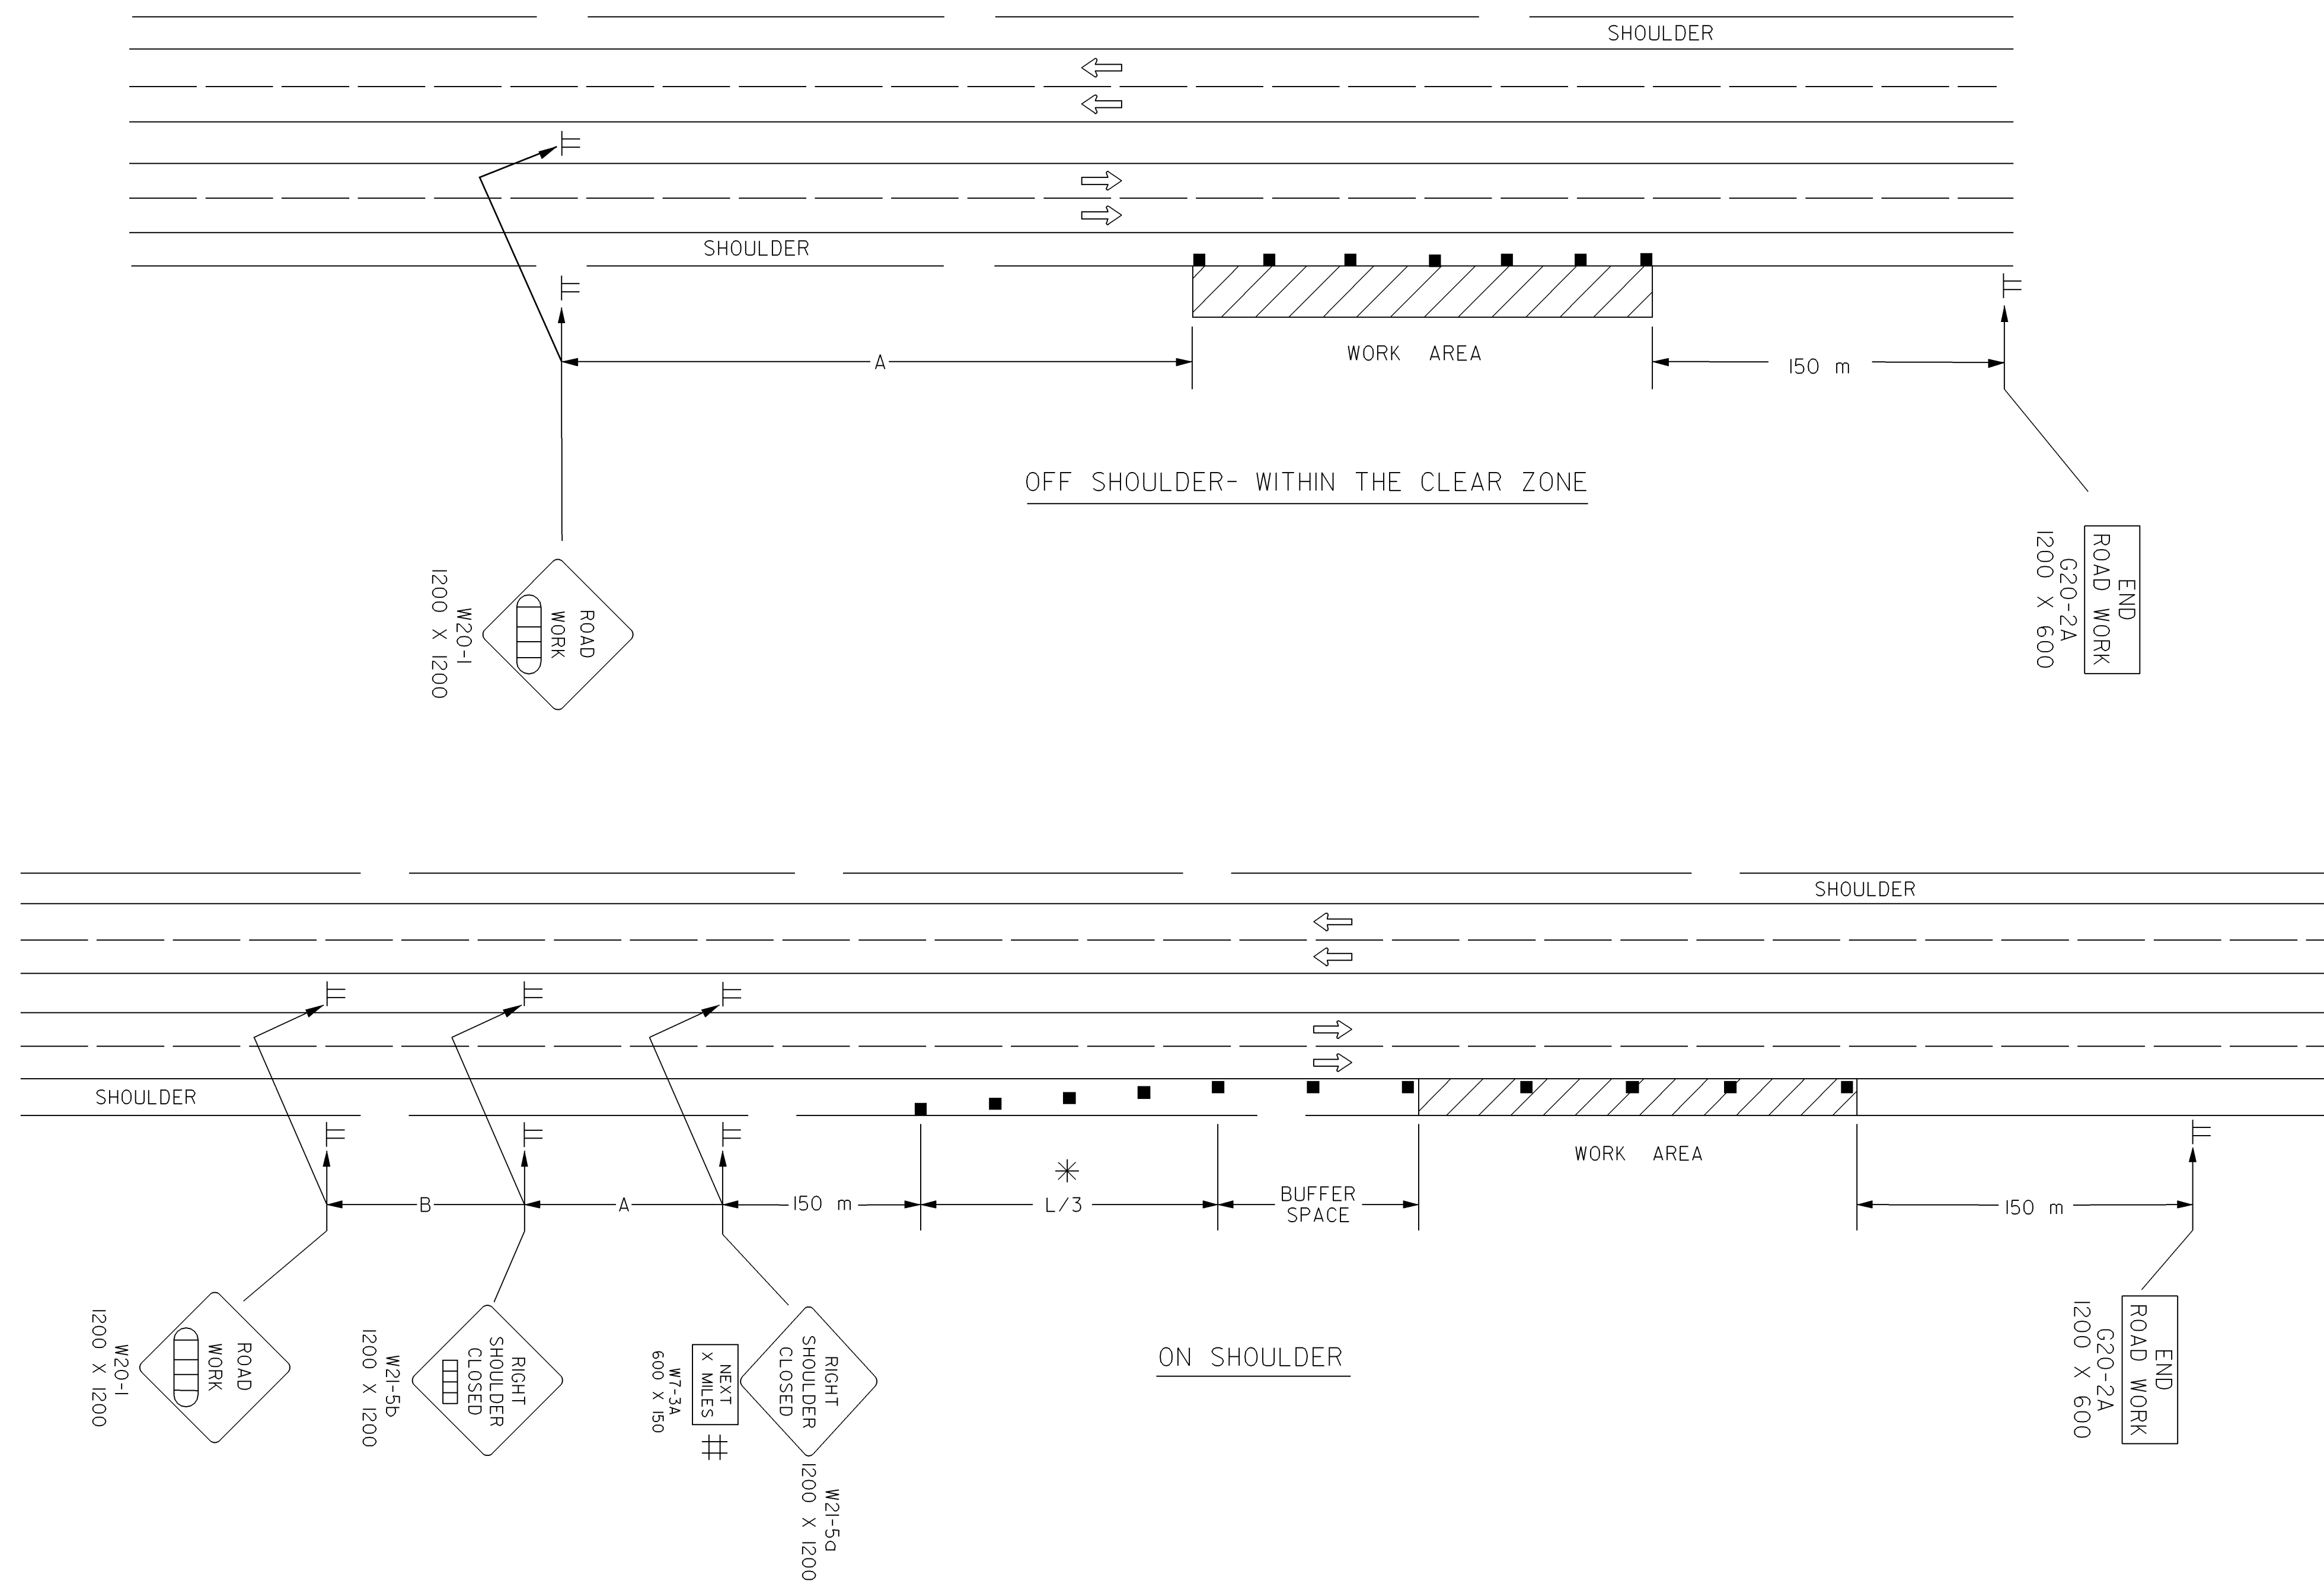 SHOULDER
SHOULDER
A
WORK AREA
150 m
OFF SHOULDER- WITHIN THE CLEAR ZONE
ROAD
WORK
W20-1
1200 X 1200
END
ROAD WORK
G20-2A
1200 X 600
SHOULDER
SHOULDER
WORK AREA
B
A
150 m
*
L/3
BUFFER
SPACE
150 m
ROAD
WORK
W20-1
1200 X 1200
RIGHT
SHOULDER
CLOSED
W21-5b
1200 X 1200
RIGHT
SHOULDER
CLOSED
W21-5a
1200 X 1200
NEXT
X MILES
W7-3A
600 X 150
#
ON SHOULDER
END
ROAD WORK
G20-2A
1200 X 600